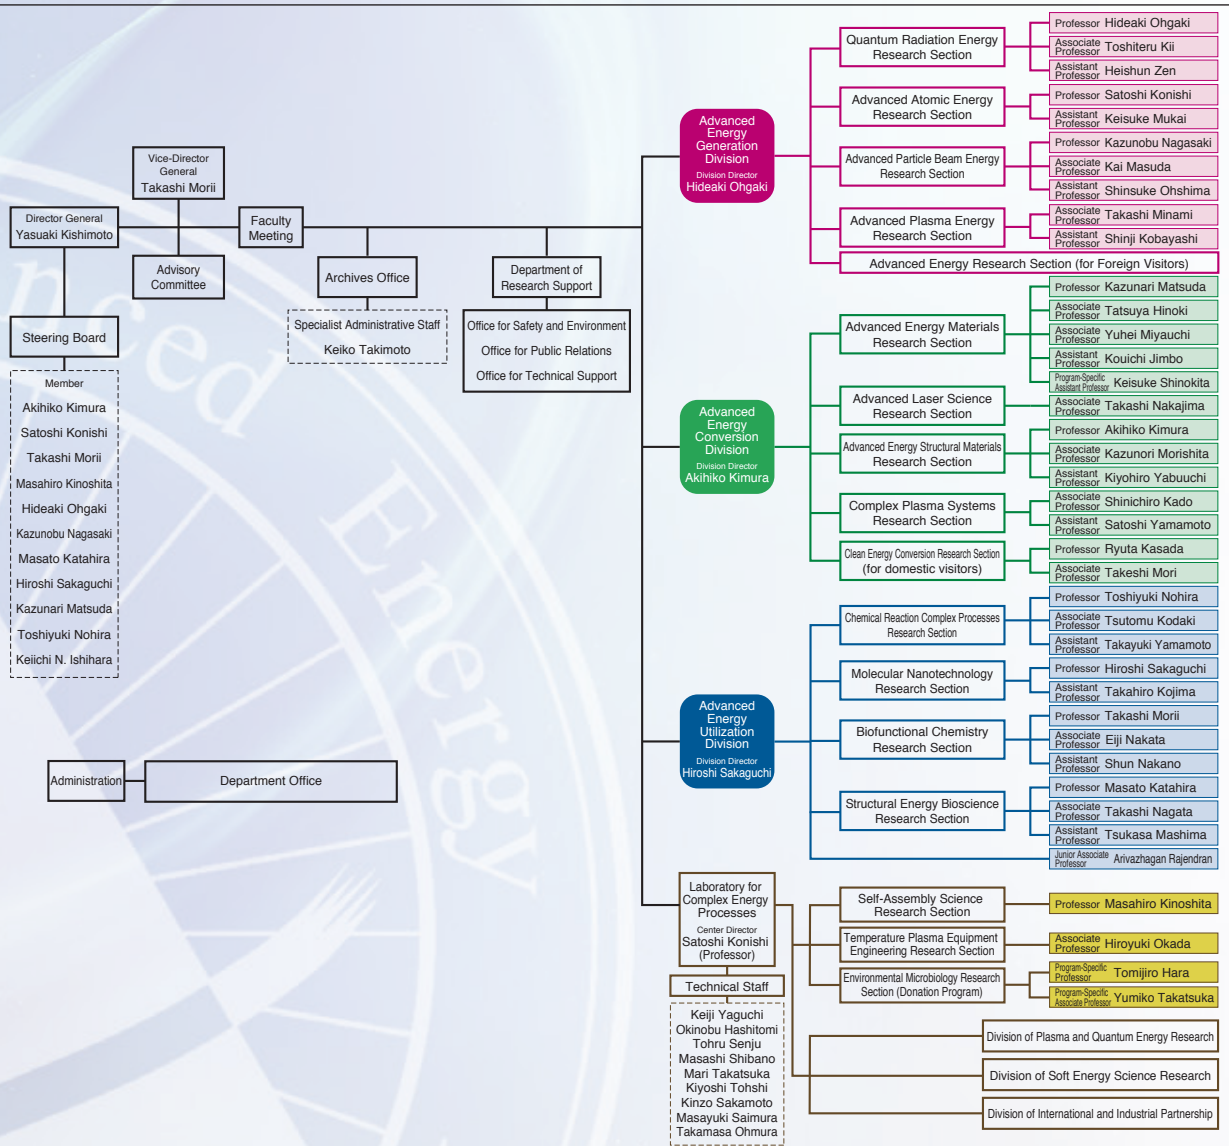 Vice-Director
General
Takashi Morii
Director General
Yasuaki Kishimoto
Faculty
Meeting
Advisory
Committee
Archives Office
Specialist Administrative Staff
Keiko Takimoto
Department of
Research Support
Office for Safety and Environment
Office for Public Relations
Office for Technical Support
Steering Board
Member
Akihiko Kimura
Satoshi Konishi
Takashi Morii
Masahiro Kinoshita
Hideaki Ohgaki
Kazunobu Nagasaki
Masato Katahira
Hiroshi Sakaguchi
Kazunari Matsuda
Toshiyuki Nohira
Keiichi N. Ishihara
Administration
Department Office
nced
Energy
Advanced
Energy
Generation
Division
Division Director
Hideaki Ohgaki
Quantum Radiation Energy
Research Section
Professor Hideaki Ohgaki
Associate
Professor Toshiteru Kii
Assistant
Professor Heishun Zen
Advanced Atomic Energy
Research Section
Professor Satoshi Konishi
Assistant
Professor Keisuke Mukai
Advanced Particle Beam Energy
Research Section
Professor Kazunobu Nagasaki
Associate
Professor Kai Masuda
Assistant
Professor Shinsuke Ohshima
Advanced Plasma Energy
Research Section
Associate
Professor Takashi Minami
Assistant
Professor Shinji Kobayashi
Advanced Energy Research Section (for Foreign Visitors)
Advanced
Energy
Conversion
Division
Division Director
Akihiko Kimura
Advanced Energy Materials
Research Section
Professor Kazunari Matsuda
Associate
Professor Tatsuya Hinoki
Associate
Professor Yuhei Miyauchi
Assistant
Professor Kouichi Jimbo
Program-Specific
Assistant Professor Keisuke Shinokita
Advanced Laser Science
Research Section
Associate
Professor Takashi Nakajima
Advanced Energy Structural Materials
Research Section
Professor Akihiko Kimura
Associate
Professor Kazunori Morishita
Assistant
Professor Kiyohiro Yabuuchi
Complex Plasma Systems
Research Section
Associate
Professor Shinichiro Kado
Assistant
Professor Satoshi Yamamoto
Clean Energy Conversion Research Section
(for domestic visitors)
Professor Ryuta Kasada
Associate
Professor Takeshi Mori
Advanced
Energy
Utilization
Division
Division Director
Hiroshi Sakaguchi
Chemical Reaction Complex Processes
Research Section
Professor Toshiyuki Nohira
Associate
Professor Tsutomu Kodaki
Assistant
Professor Takayuki Yamamoto
Molecular Nanotechnology
Research Section
Professor Hiroshi Sakaguchi
Assistant
Professor Takahiro Kojima
Biofunctional Chemistry
Research Section
Professor Takashi Morii
Associate
Professor Eiji Nakata
Assistant
Professor Shun Nakano
Structural Energy Bioscience
Research Section
Professor Masato Katahira
Associate
Professor Takashi Nagata
Assistant
Professor Tsukasa Mashima
Junior Associate
Professor Arivazhagan Rajendran
Laboratory for
Complex Energy
Processes
Center Director
Satoshi Konishi
(Professor)
Technical Staff
Keiji Yaguchi
Okinobu Hashitomi
Tohru Senju
Masashi Shibano
Mari Takatsuka
Kiyoshi Tohshi
Kinzo Sakamoto
Masayuki Saimura
Takamasa Ohmura
Self-Assembly Science
Research Section
Professor Masahiro Kinoshita
Temperature Plasma Equipment
Engineering Research Section
Associate
Professor Hiroyuki Okada
Environmental Microbiology Research
Section (Donation Program)
Program-Specific
Professor Tomijiro Hara
Program-Specific
Associate Professor Yumiko Takatsuka
Division of Plasma and Quantum Energy Research
Division of Soft Energy Science Research
Division of International and Industrial Partnership